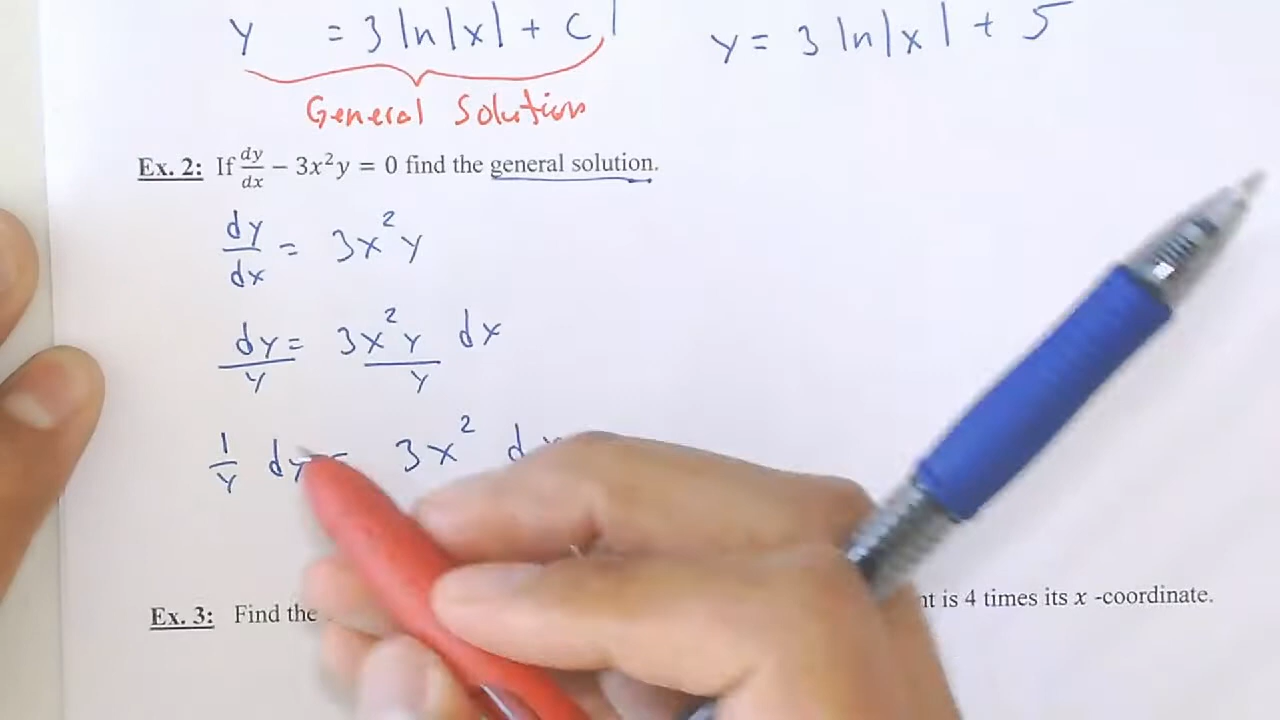 y = 3 ln|x| + C
y = 3 ln|x| + 5
General Solution
Ex. 2: If dy/dx − 3x²y = 0 find the general solution.
dy/dx = 3x²y
dy/y = 3x²y/y dx
1/y dy = 3x²
Ex. 3: Find the is 4 times its x -coordinate.